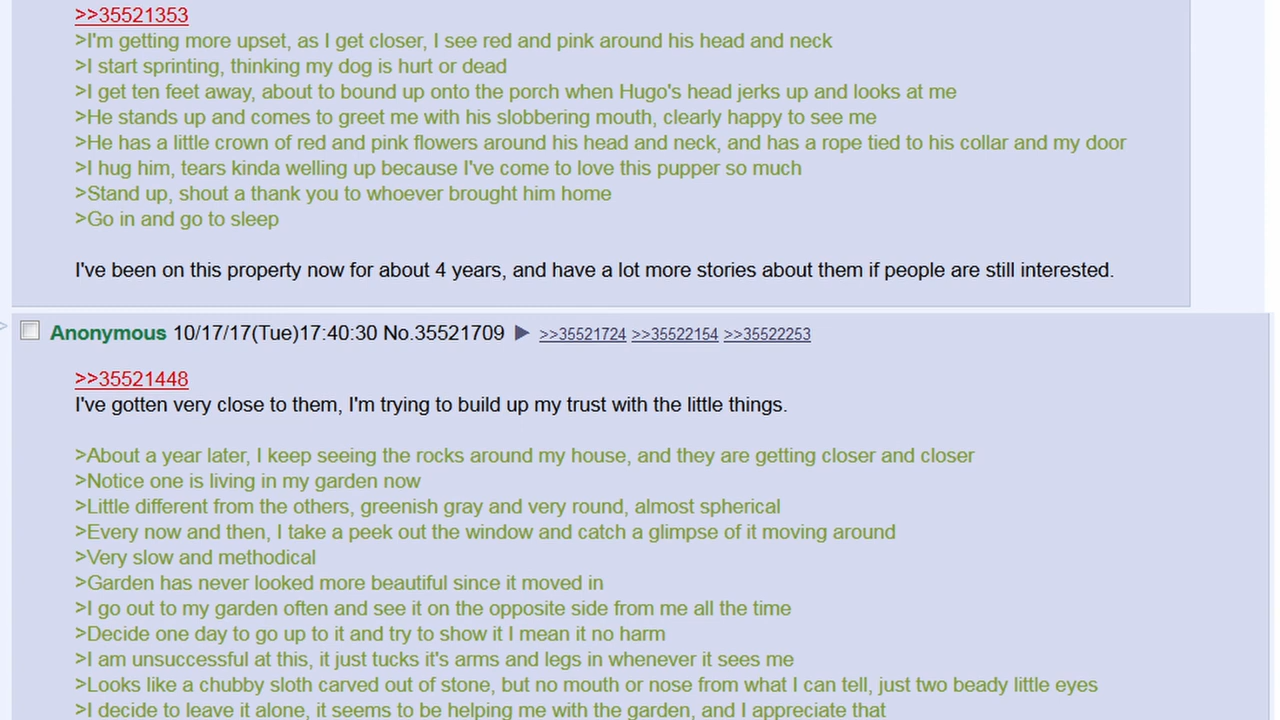 >>35521353
>I'm getting more upset, as I get closer, I see red and pink around his head and neck
>I start sprinting, thinking my dog is hurt or dead
>I get ten feet away, about to bound up onto the porch when Hugo's head jerks up and looks at me
>He stands up and comes to greet me with his slobbering mouth, clearly happy to see me
>He has a little crown of red and pink flowers around his head and neck, and has a rope tied to his collar and my door
>I hug him, tears kinda welling up because I've come to love this pupper so much
>Stand up, shout a thank you to whoever brought him home
>Go in and go to sleep
I've been on this property now for about 4 years, and have a lot more stories about them if people are still interested.
Anonymous 10/17/17(Tue)17:40:30 No.35521709 ▶ >>35521724 >>35522154 >>35522253
>>35521448
I've gotten very close to them, I'm trying to build up my trust with the little things.
>About a year later, I keep seeing the rocks around my house, and they are getting closer and closer
>Notice one is living in my garden now
>Little different from the others, greenish gray and very round, almost spherical
>Every now and then, I take a peek out the window and catch a glimpse of it moving around
>Very slow and methodical
>Garden has never looked more beautiful since it moved in
>I go out to my garden often and see it on the opposite side from me all the time
>Decide one day to go up to it and try to show it I mean it no harm
>I am unsuccessful at this, it just tucks it's arms and legs in whenever it sees me
>Looks like a chubby sloth carved out of stone, but no mouth or nose from what I can tell, just two beady little eyes
>I decide to leave it alone, it seems to be helping me with the garden, and I appreciate that